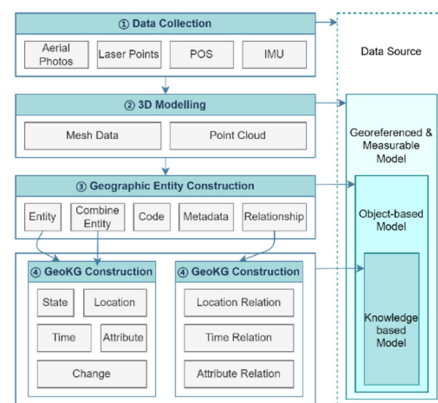 ① Data Collection
Aerial
Photos
Laser Points
POS
IMU
Data Source
② 3D Modelling
Mesh Data
Point Cloud
Georeferenced &
Measurable
Model
③ Geographic Entity Construction
Entity
Combine
Entity
Code
Metadata
Relationship
Object-based
Model
④ GeoKG Construction
State
Location
Time
Attribute
Change
④ GeoKG Construction
Location Relation
Time Relation
Attribute Relation
Knowledge
based
Model